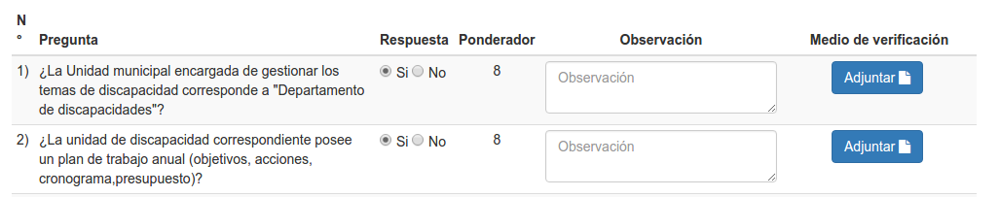 N
° Pregunta Respuesta Ponderador Observación Medio de verificación
1) ¿La Unidad municipal encargada de gestionar los Si No 8 Observación Adjuntar
temas de discapacidad corresponde a "Departamento
de discapacidades"?
2) ¿La unidad de discapacidad correspondiente posee Si No 8 Observación Adjuntar
un plan de trabajo anual (objetivos, acciones,
cronograma,presupuesto)?